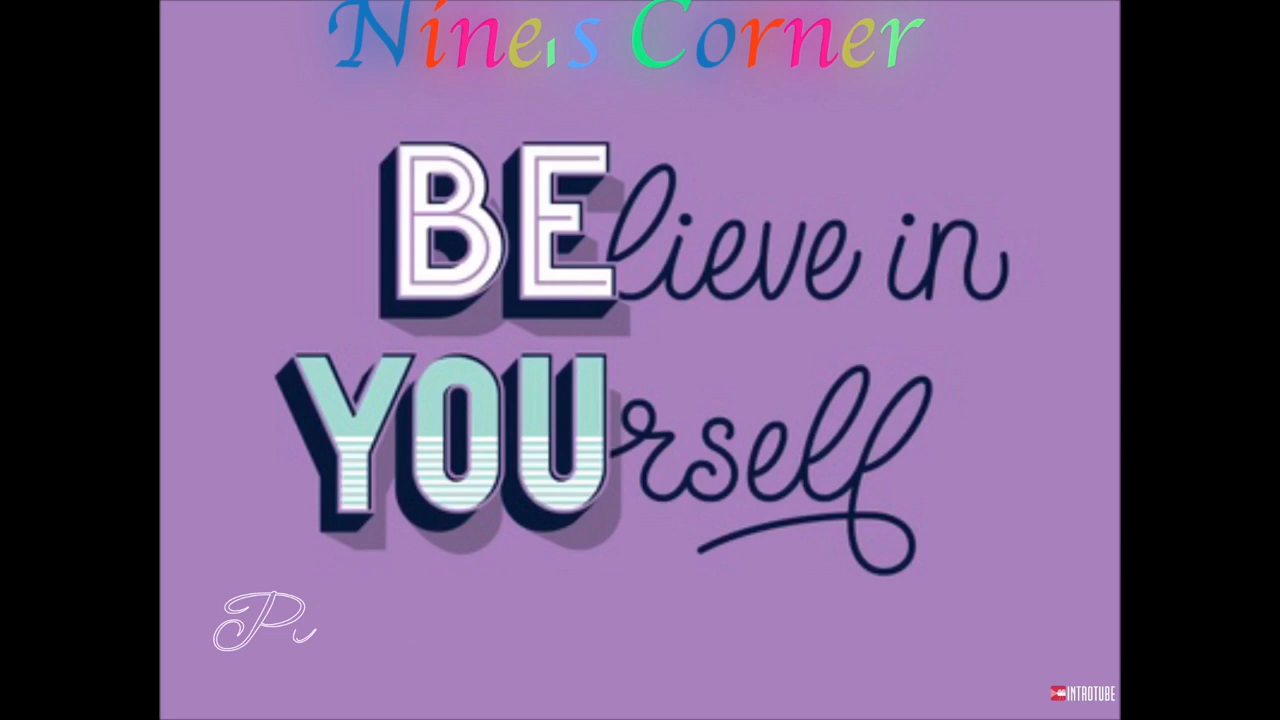 Nine's Corner
BElieve in
YOUrself
P
INTROTUBE